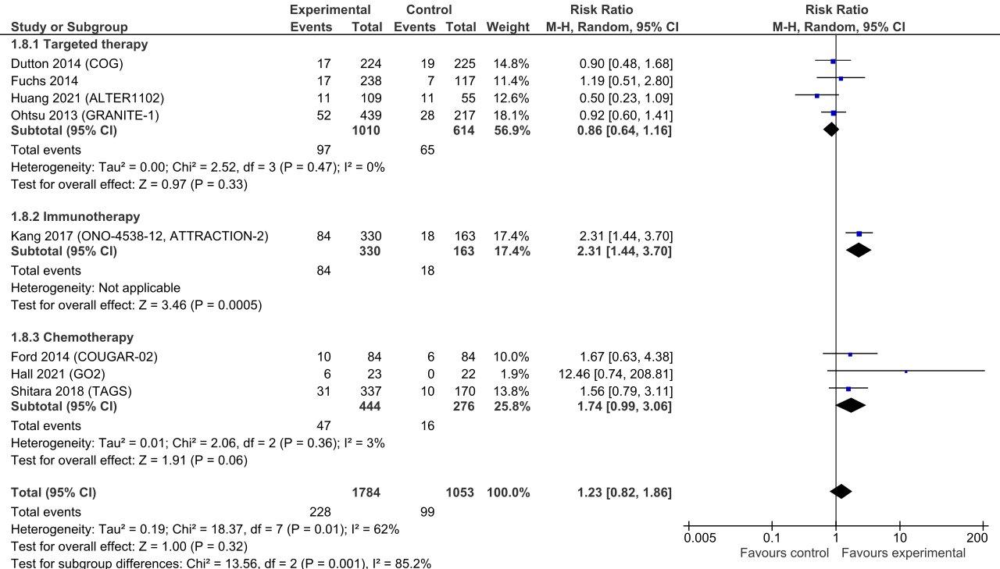 Experimental Control Risk Ratio Risk Ratio
Study or Subgroup Events Total Events Total Weight M-H, Random, 95% CI M-H, Random, 95% CI
1.8.1 Targeted therapy
Dutton 2014 (COG) 17 224 19 225 14.8% 0.90 [0.48, 1.68]
Fuchs 2014 17 238 7 117 11.4% 1.19 [0.51, 2.80]
Huang 2021 (ALTER1102) 11 109 11 55 12.6% 0.50 [0.23, 1.09]
Ohtsu 2013 (GRANITE-1) 52 439 28 217 18.1% 0.92 [0.60, 1.41]
Subtotal (95% CI) 1010 614 56.9% 0.86 [0.64, 1.16]
Total events 97 65
Heterogeneity: Tau² = 0.00; Chi² = 2.52, df = 3 (P = 0.47); I² = 0%
Test for overall effect: Z = 0.97 (P = 0.33)
1.8.2 Immunotherapy
Kang 2017 (ONO-4538-12, ATTRACTION-2) 84 330 18 163 17.4% 2.31 [1.44, 3.70]
Subtotal (95% CI) 330 163 17.4% 2.31 [1.44, 3.70]
Total events 84 18
Heterogeneity: Not applicable
Test for overall effect: Z = 3.46 (P = 0.0005)
1.8.3 Chemotherapy
Ford 2014 (COUGAR-02) 10 84 6 84 10.0% 1.67 [0.63, 4.38]
Hall 2021 (GO2) 6 23 0 22 1.9% 12.46 [0.74, 208.81]
Shitara 2018 (TAGS) 31 337 10 170 13.8% 1.56 [0.79, 3.11]
Subtotal (95% CI) 444 276 25.8% 1.74 [0.99, 3.06]
Total events 47 16
Heterogeneity: Tau² = 0.01; Chi² = 2.06, df = 2 (P = 0.36); I² = 3%
Test for overall effect: Z = 1.91 (P = 0.06)
Total (95% CI) 1784 1053 100.0% 1.23 [0.82, 1.86]
Total events 228 99
Heterogeneity: Tau² = 0.19; Chi² = 18.37, df = 7 (P = 0.01); I² = 62%
Test for overall effect: Z = 1.00 (P = 0.32)
Test for subgroup differences: Chi² = 13.56, df = 2 (P = 0.001), I² = 85.2%
0.005 0.1 1 10 200
Favours control Favours experimental